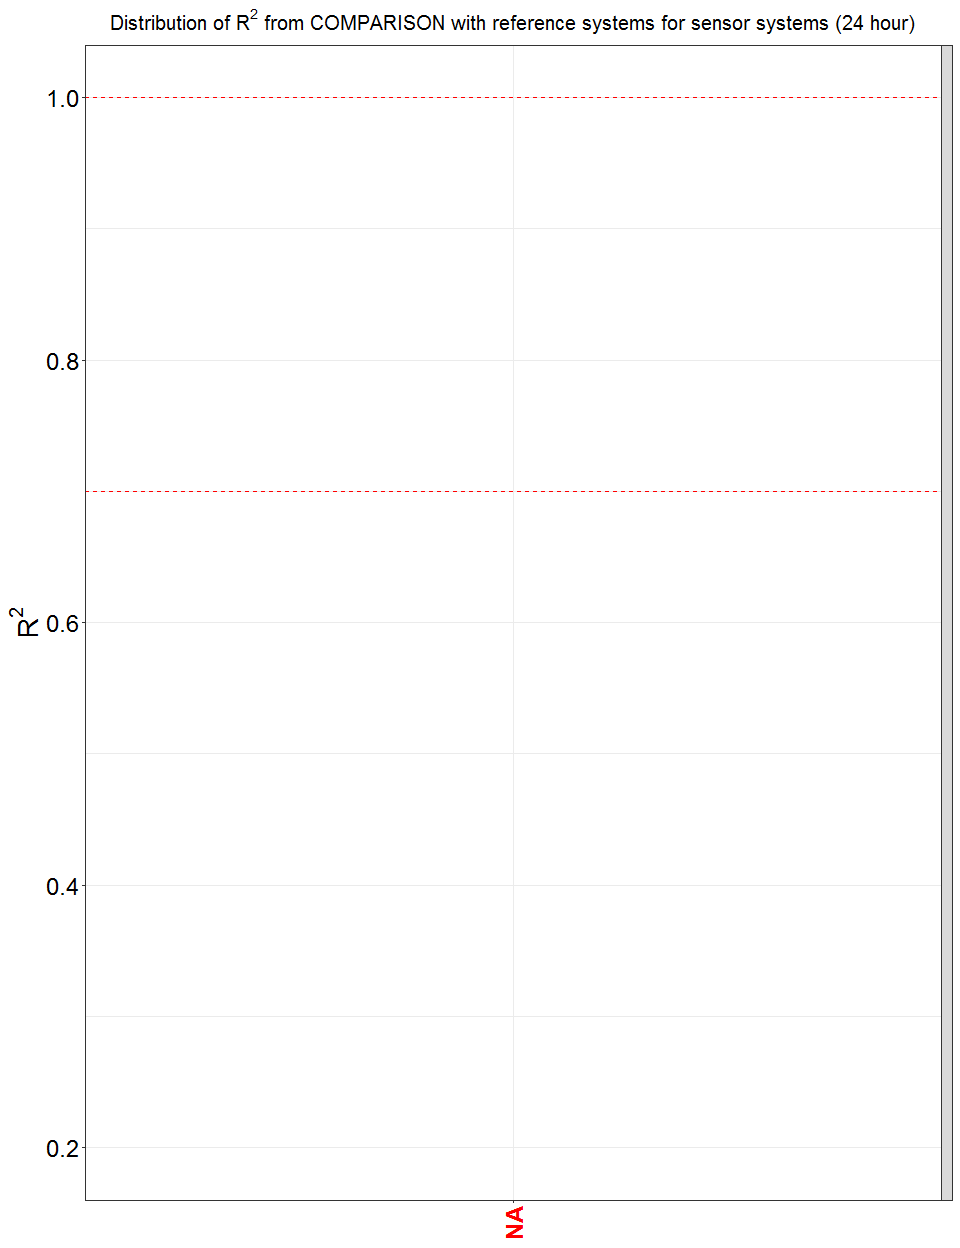 Distribution of R² from COMPARISON with reference systems for sensor systems (24 hour)
1.0
0.8
0.6
0.4
0.2
R²
NA